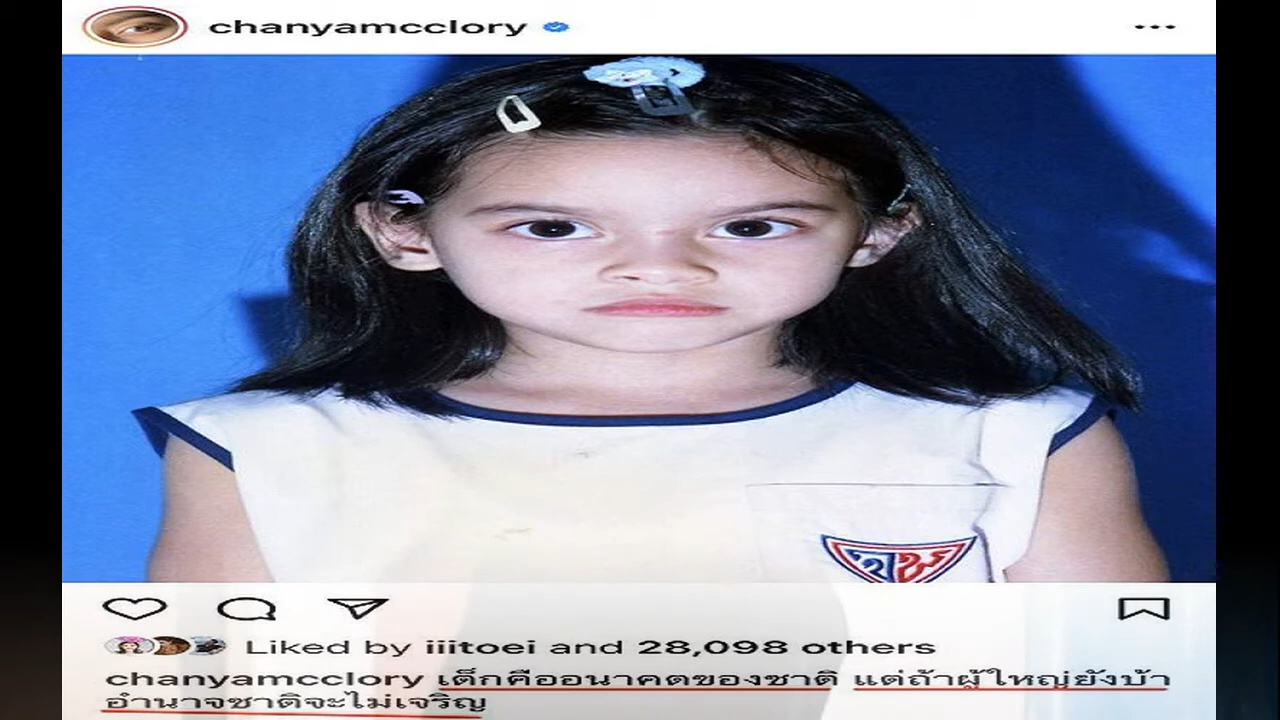 chanyamcclory
Liked by iiitoei and 28,098 others
chanyamcclory เด็กคืออนาคตของชาติ แต่ถ้าผู้ใหญ่ยังบ้า
อำนาจชาติจะไม่เจริญ